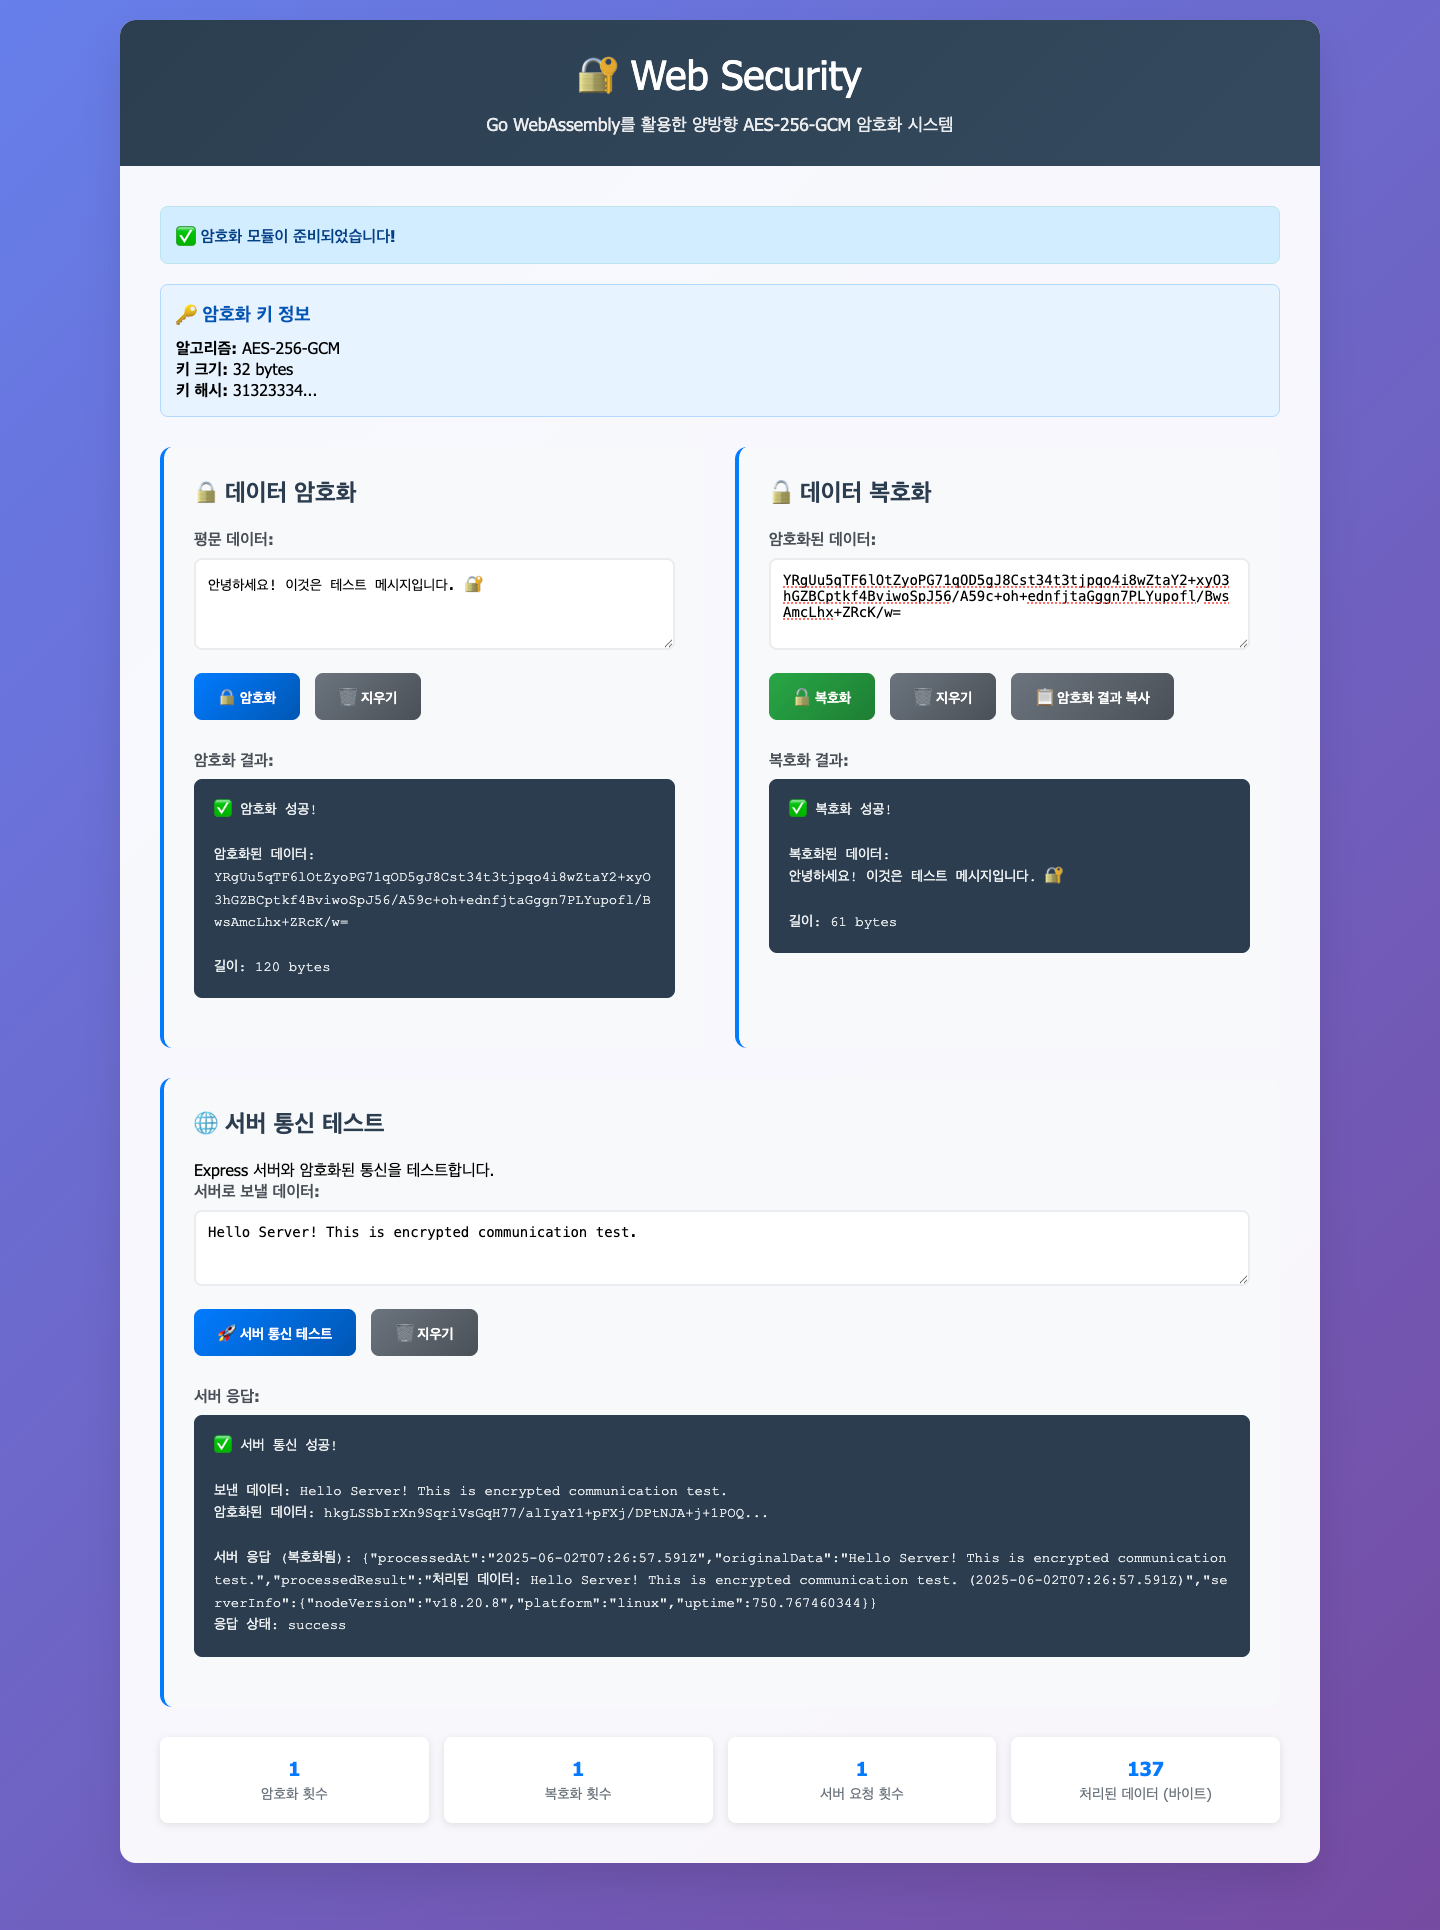 🔐 Web Security
Go WebAssembly를 활용한 양방향 AES-256-GCM 암호화 시스템
✅ 암호화 모듈이 준비되었습니다!
🔑 암호화 키 정보
알고리즘: AES-256-GCM
키 크기: 32 bytes
키 해시: 31323334...
🔒 데이터 암호화
평문 데이터:
안녕하세요! 이것은 테스트 메시지입니다. 🔐
🔒 암호화
🗑️ 지우기
암호화 결과:
✅ 암호화 성공!
암호화된 데이터:
YRgUu5qTF6lOtZyoPG71qOD5gJ8Cst34t3tjpqo4i8wZtaY2+xyO
3hGZBCptkf4BviwoSpJ56/A59c+oh+ednfjtaGggn7PLYupofl/B
wsAmcLhx+ZRcK/w=
길이: 120 bytes
🔓 데이터 복호화
암호화된 데이터:
YRgUu5qTF6lOtZyoPG71qOD5gJ8Cst34t3tjpqo4i8wZtaY2+xyO3
hGZBCptkf4BviwoSpJ56/A59c+oh+ednfjtaGggn7PLYupofl/Bws
AmcLhx+ZRcK/w=
🔓 복호화
🗑️ 지우기
📋 암호화 결과 복사
복호화 결과:
✅ 복호화 성공!
복호화된 데이터:
안녕하세요! 이것은 테스트 메시지입니다. 🔐
길이: 61 bytes
🌐 서버 통신 테스트
Express 서버와 암호화된 통신을 테스트합니다.
서버로 보낼 데이터:
Hello Server! This is encrypted communication test.
🚀 서버 통신 테스트
🗑️ 지우기
서버 응답:
✅ 서버 통신 성공!
보낸 데이터: Hello Server! This is encrypted communication test.
암호화된 데이터: hkgLSSbIrXn9SqriVsGqH77/alIyaY1+pFXj/DPtNJA+j+1POQ...
서버 응답 (복호화됨): {"processedAt":"2025-06-02T07:26:57.591Z","originalData":"Hello Server! This is encrypted communication
test.","processedResult":"처리된 데이터: Hello Server! This is encrypted communication test. (2025-06-02T07:26:57.591Z)","se
rverInfo":{"nodeVersion":"v18.20.8","platform":"linux","uptime":750.767460344}}
응답 상태: success
1
암호화 횟수
1
복호화 횟수
1
서버 요청 횟수
137
처리된 데이터 (바이트)